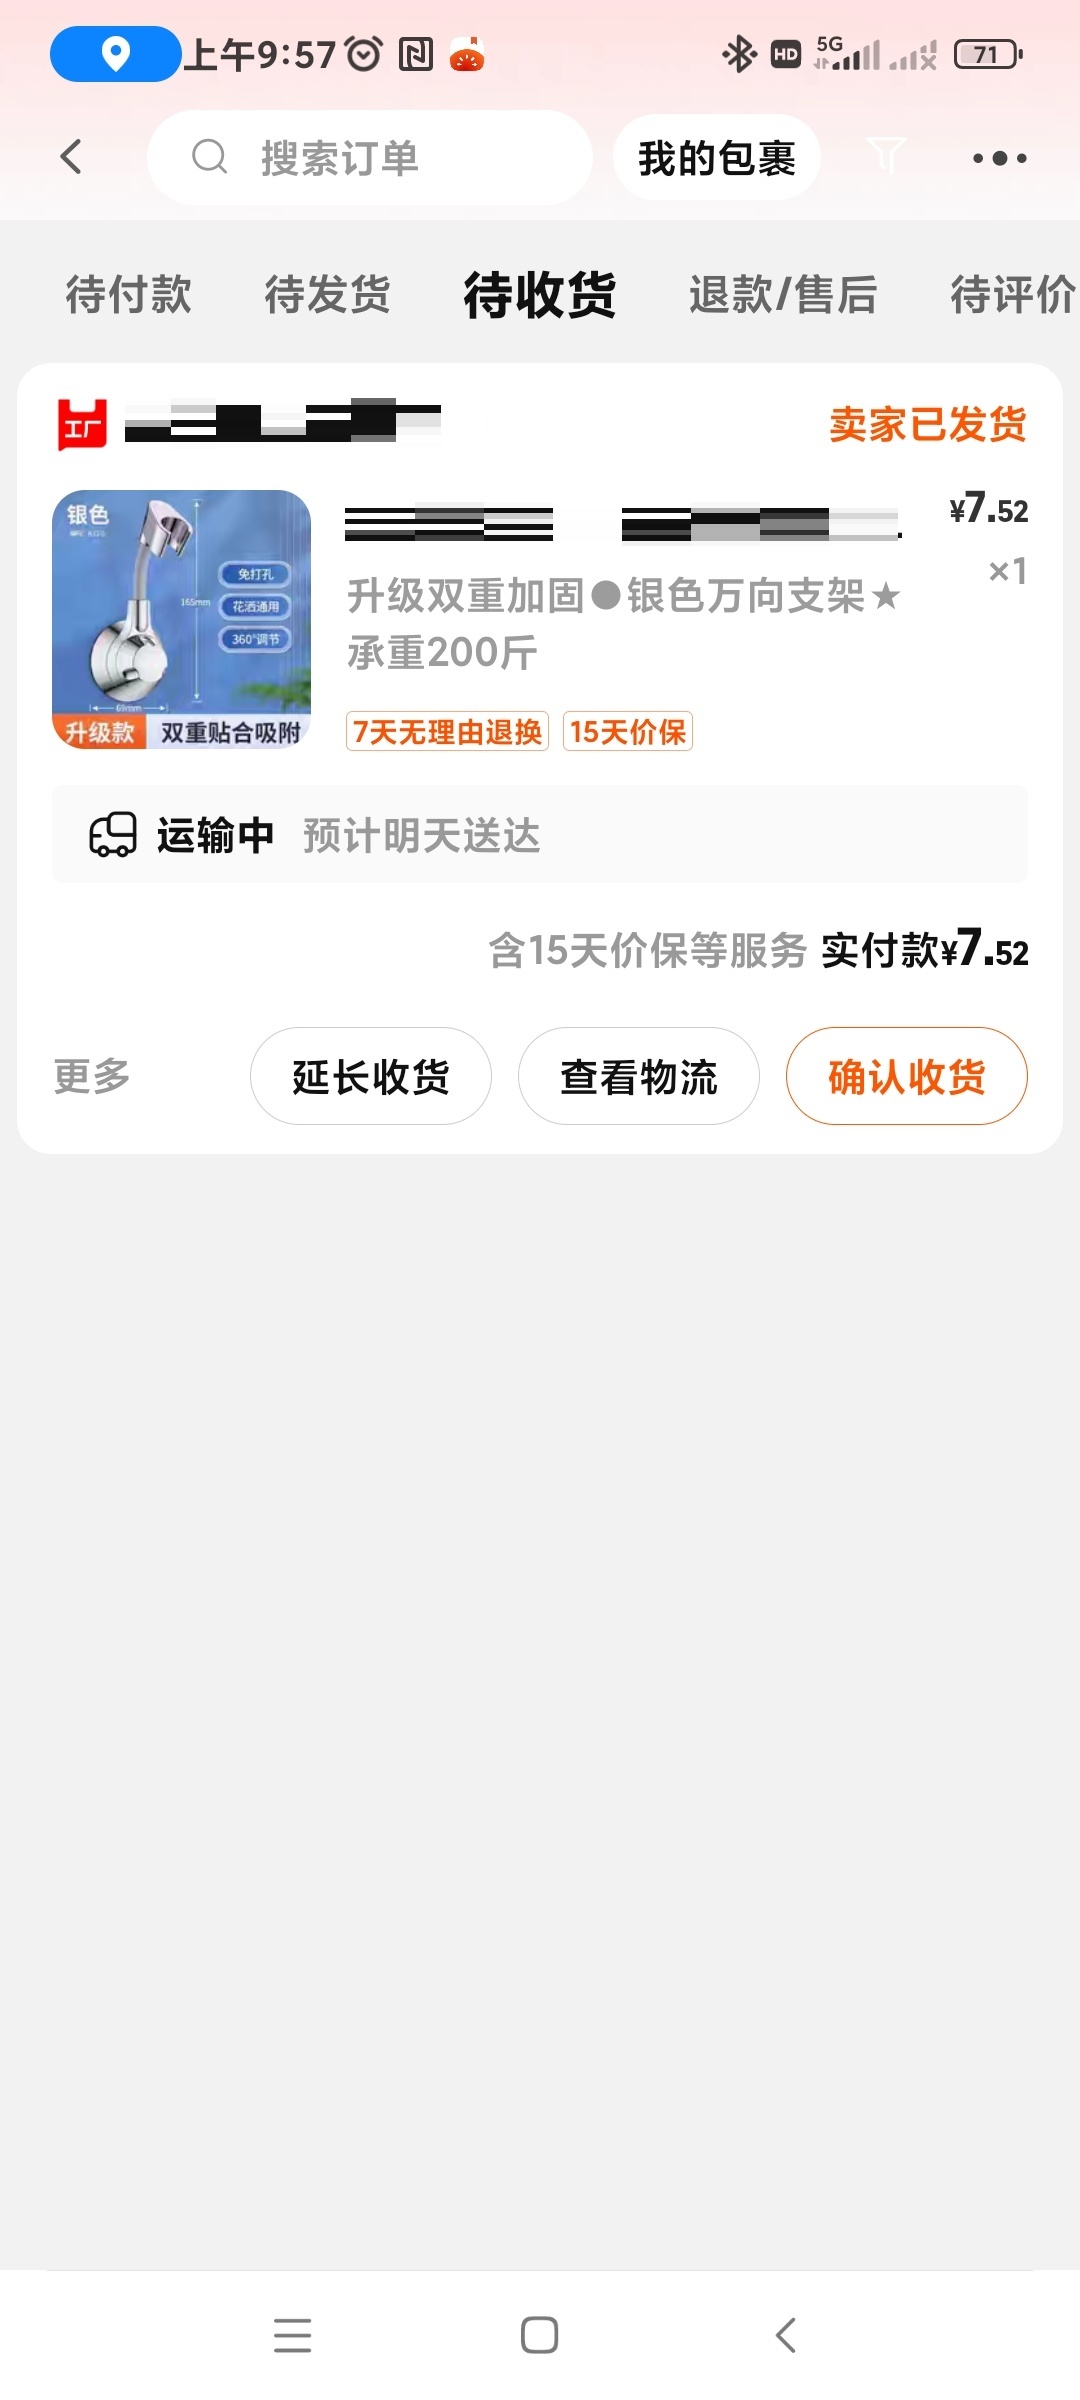 上午9:57
HD 5G 71
搜索订单 我的包裹
待付款 待发货 待收货 退款/售后 待评价
工厂 卖家已发货
¥7.52
×1
升级双重加固●银色万向支架★
承重200斤
7天无理由退换 15天价保
银色
免打孔
165mm 花洒通用
360°调节
69mm
升级款 双重贴合吸附
运输中 预计明天送达
含15天价保等服务 实付款¥7.52
更多 延长收货 查看物流 确认收货